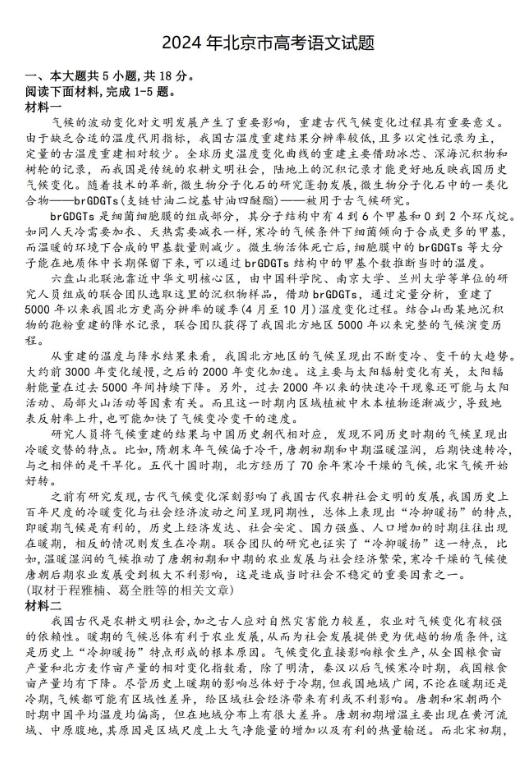 2024 年北京市高考语文试题
一、本大题共 5 小题,共 18 分。
阅读下面材料,完成 1-5 题。
材料一
气候的波动变化对文明发展产生了重要影响，重建古代气候变化过程具有重要意义。
由于缺乏合适的温度代用指标，我国古温度重建结果分辨率较低,且多以定性记录为主，
定量的古温度重建相对较少。全球历史温度变化曲线的重建主要借助冰芯、深海沉积物和
树轮的记录，而我国是传统的农耕文明社会，陆地上的沉积记录才能更好地反映我国历史
气候变化。随着技术的革新,微生物分子化石的研究蓬勃发展,微生物分子化石中的一类化
合物——brGDGTs(支链甘油二烷基甘油四醚酯)——被用于古气候研究。
brGDGTs 是细菌细胞膜的组成部分，其分子结构中有 4 到 6 个甲基和 0 到 2 个环戊烷。
如同人天冷需要加衣、天热需要减衣一样,寒冷的气候条件下细菌倾向于合成更多的甲基，
而温暖的环境下合成的甲基数量则减少。微生物活体死亡后,细胞膜中的 brGDGTs 等大分
子能在地质体中长期保留下来,可以通过 brGDGTs 结构中的甲基个数推断当时的温度。
六盘山北联池靠近中华文明核心区，由中国科学院、南京大学、兰州大学等单位的研
究人员组成的联合团队选取这里的沉积物样品，借助 brGDGTs，通过定量分析，重建了
5000 年以来我国北方更高分辨率的暖季(4 月至 10 月)温度变化过程。结合山西某地沉积
物的孢粉重建的降水记录，联合团队获得了我国北方地区 5000 年以来完整的气候演变历
程。
从重建的温度与降水结果来看，我国北方地区的气候呈现出不断变冷、变干的大趋势。
大约前 3000 年变化缓慢,之后的 2000 年变化加速。这主要与太阳辐射变化有关，太阳辐
射能量在过去 5000 年间持续下降。另外，过去 2000 年以来的快速冷干现象还可能与太阳
活动、局部火山活动等因素有关。而且这一时期内区域植被中木本植物逐渐减少,导致地
表反射率上升,也可能加快了气候变冷变干的速度。
研究人员将气候重建的结果与中国历史朝代相对应，发现不同历史时期的气候呈现出
冷暖交替的特点。比如,隋朝末年气候偏于冷干,唐朝初期和中期温暖湿润，后期快速转冷，
与之相伴的是干旱化。五代十国时期，北方经历了 70 余年寒冷干燥的气候,北宋气候开始
好转。
之前有研究发现,古代气候变化深刻影响了我国古代农耕社会文明的发展,我国历史上
百年尺度的冷暖变化与社会经济波动之间呈现同期性，总体上表现出“冷抑暖扬”的特点，
即暖期气候是有利的，历史上经济发达、社会安定、国力强盛、人口增加的时期往往出现
在暖期，相反的情况则发生在冷期。联合团队的研究也证实了“冷抑暖扬”这一特点，比
如,温暖湿润的气候推动了唐朝初期和中期的农业发展与社会经济繁荣,寒冷干燥的气候使
唐朝后期农业发展受到极大不利影响，这是造成当时社会不稳定的重要因素之一。
(取材于程雅楠、葛全胜等的相关文章)
材料二
我国古代是农耕文明社会,加之古人应对自然灾害能力较差，农业对气候变化有较强
的依赖性。暖期的气候总体有利于农业发展,从而为社会发展提供更为优越的物质条件,这
是历史上“冷抑暖扬”特点形成的根本原因。气候变化直接影响粮食生产,从全国粮食亩
产量和北方麦作亩产量的相对变化指数看，除了明清，秦汉以后气候寒冷时期，我国粮食
亩产量均有下降。尽管历史上暖期的影响总体好于冷期,但我国地域广阔,不论在暖期还是
冷期,气候都可能有区域性差异，给区域社会经济带来有利或不利影响。唐朝和宋朝两个
时期中国平均温度均偏高，但在地域分布上有很大差异。唐朝初期增温主要出现在黄河流
域、中原腹地,其原因是区域尺度上大气净能量的增加以及有利的热量输送。而北宋初期，